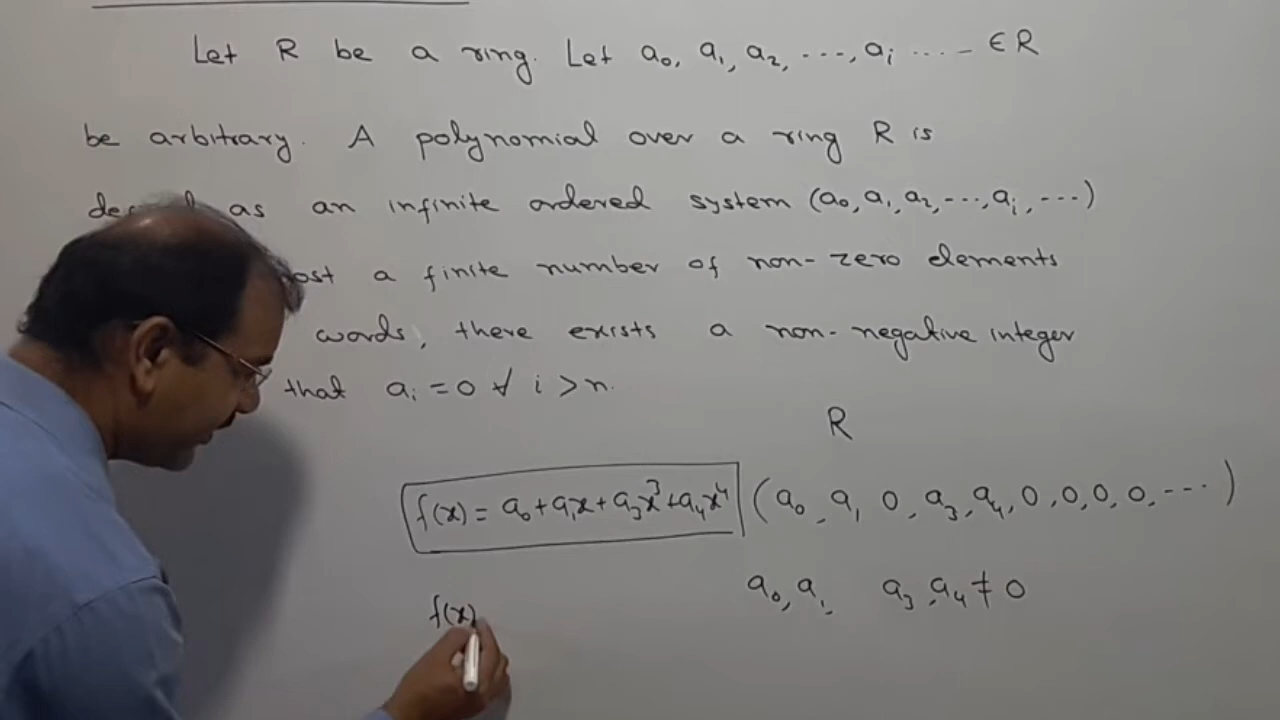 Let R be a ring. Let a₀, a₁, a₂, ---, aᵢ ---- ∈ R
be arbitrary. A polynomial over a ring R is
as an infinite ordered system (a₀, a₁, a₂, ---, aᵢ, ---)
a finite number of non-zero elements
words, there exists a non-negative integer
that aᵢ = 0 ∀ i > n.
R
f(x) = a₀ + a₁x + a₃x³ + a₄x⁴ (a₀, a₁ 0, a₃, a₄, 0, 0, 0, 0, ---)
a₀, a₁, a₃, a₄ ≠ 0
f(x)